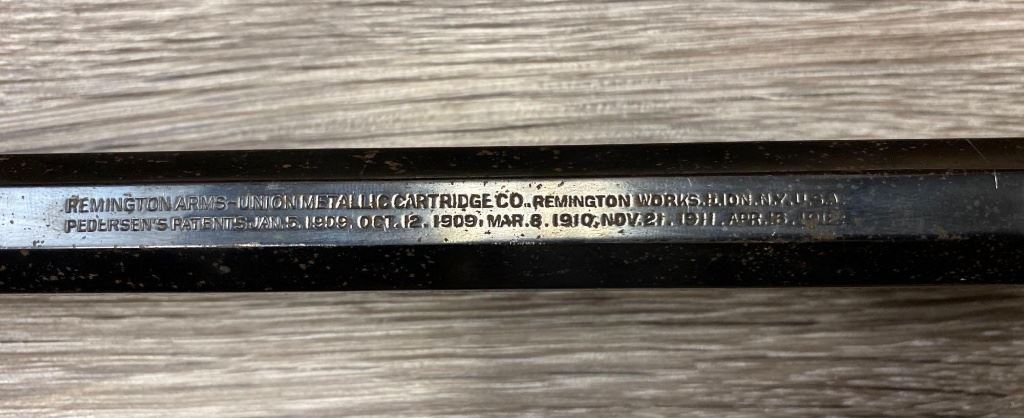 REMINGTON ARMS-UNION METALLIC CARTRIDGE CO., REMINGTON WORKS. ILION. N.Y. U.S.A.
PEDERSEN'S PATENTS. JAN. 5. 1909. OCT. 12. 1909. MAR. 8. 1910. NOV. 21. 1911. APR.